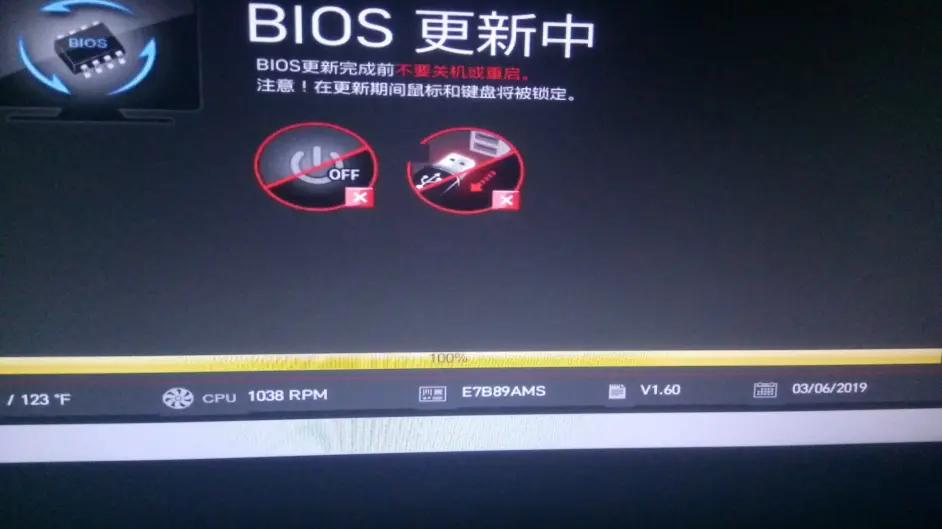 BIOS
BIOS 更新中
BIOS更新完成前不要关机或重启。
注意！在更新期间鼠标和键盘将被锁定。
OFF
100%
/ 123 °F
CPU 1038 RPM
E7B89AMS
V1.60
03/06/2019